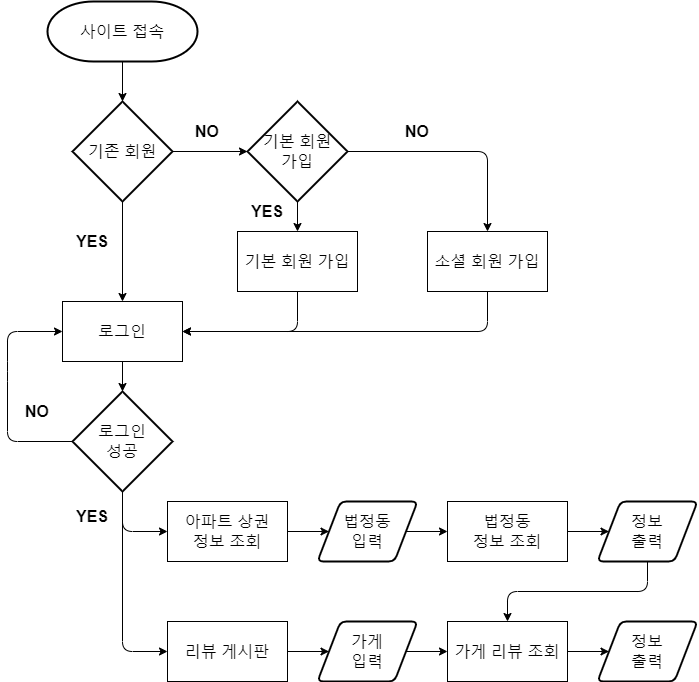 사이트 접속
기존 회원
NO
기본 회원
가입
NO
YES
YES
기본 회원 가입
소셜 회원 가입
로그인
NO
로그인
성공
YES
아파트 상권
정보 조회
법정동
입력
법정동
정보 조회
정보
출력
리뷰 게시판
가게
입력
가게 리뷰 조회
정보
출력